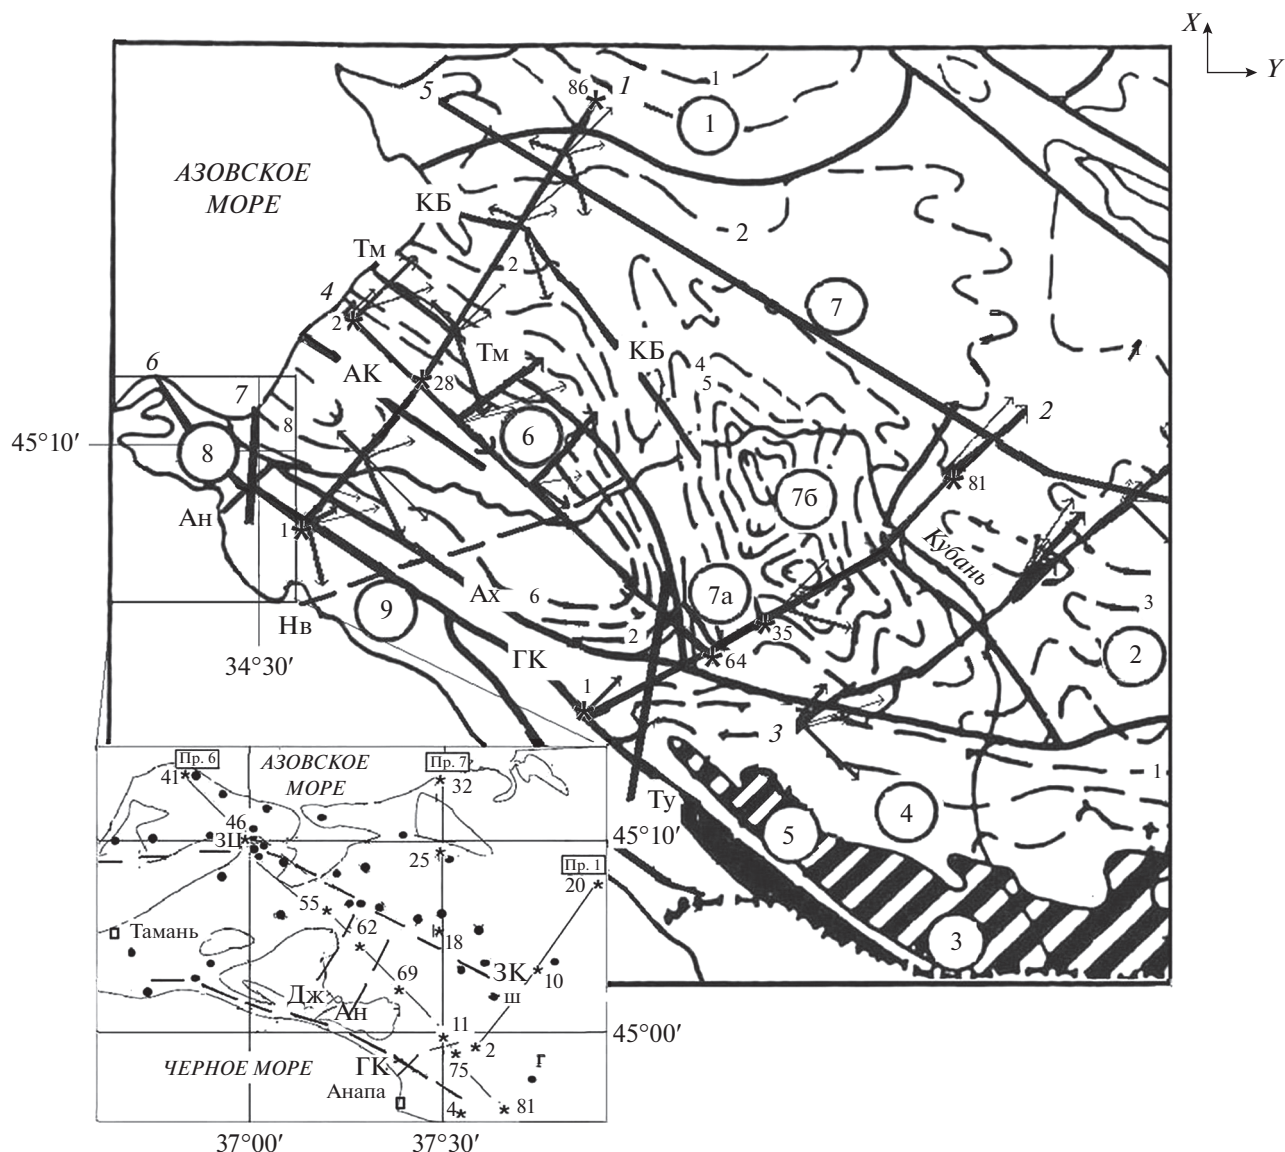 X
Y
5
86
1
1
1
АЗОВСКОЕ
МОРЕ
КБ
2
Тм
2
4
2
7
Тм
КБ
4
5
6
7
АК
28
8
6
2
45°10′
8
7б
81
Ан
1
Кубань
Ах
6
7а
3
9
Нв
2
35
2
34°30′
ГК
64
1
3
1
Пр. 6
АЗОВСКОЕ
МОРЕ
Пр. 7
41
32
Ту
4
46
ЗЦ
5
45°10′
25
Пр. 1
20
55
62
Тамань
18
3
ЗК
69
10
Дж
Ан
ш
11
45°00′
2
ЧЕРНОЕ МОРЕ
ГК
75
г
Анапа
4
81
37°00′
37°30′